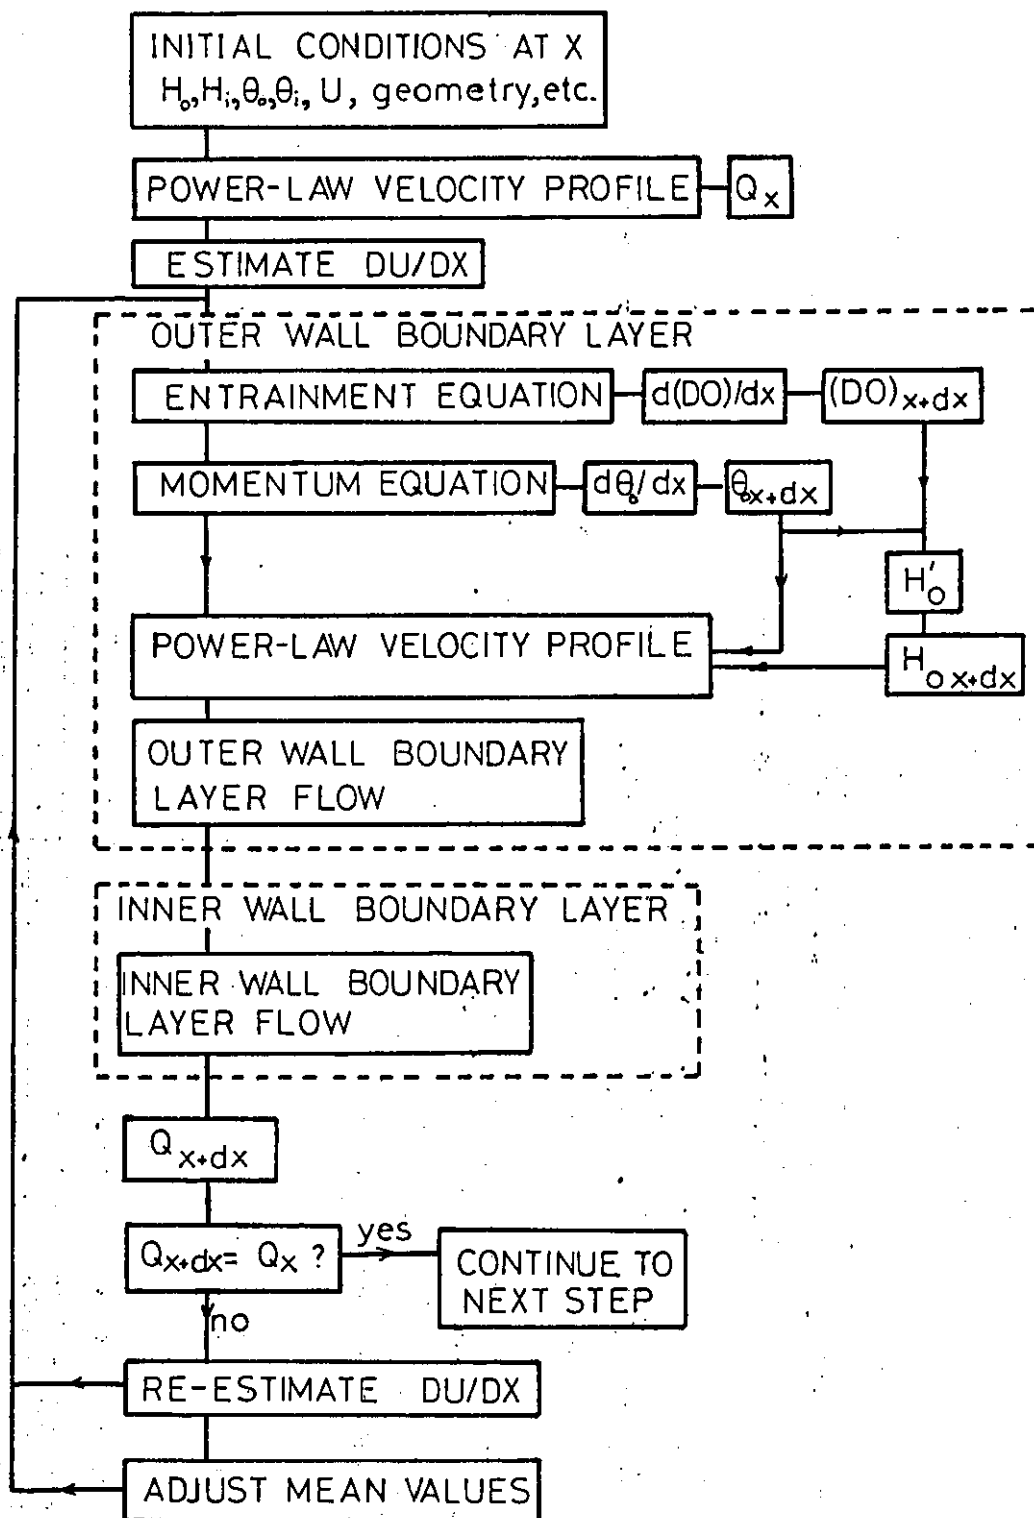 INITIAL CONDITIONS AT X
H₀,Hᵢ,θ₀,θᵢ, U, geometry,etc.
POWER-LAW VELOCITY PROFILE
Qₓ
ESTIMATE DU/DX
OUTER WALL BOUNDARY LAYER
ENTRAINMENT EQUATION
d(DO)/dx
(DO)x+dx
MOMENTUM EQUATION
dθ₀/dx
θ₀x+dx
H₀'
POWER-LAW VELOCITY PROFILE
H₀x+dx
OUTER WALL BOUNDARY
LAYER FLOW
INNER WALL BOUNDARY LAYER
INNER WALL BOUNDARY
LAYER FLOW
Qx+dx
Qx+dx= Qx ?
yes
CONTINUE TO
NEXT STEP
no
RE-ESTIMATE DU/DX
ADJUST MEAN VALUES